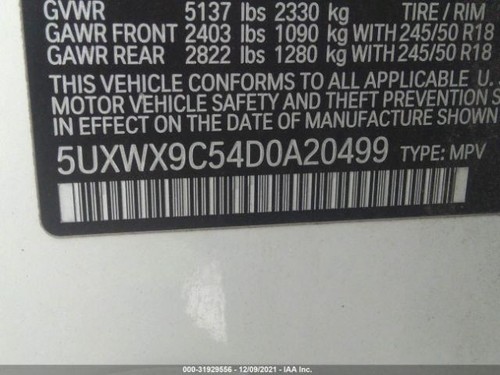 GVWR 5137 lbs 2330 kg TIRE / RIM
GAWR FRONT 2403 lbs 1090 kg WITH 245/50 R18
GAWR REAR 2822 lbs 1280 kg WITH 245/50 R18
THIS VEHICLE CONFORMS TO ALL APPLICABLE U.
MOTOR VEHICLE SAFETY AND THEFT PREVENTION S
IN EFFECT ON THE DATE OF MANUFACTURE SHOWN
5UXWX9C54D0A20499 TYPE: MPV
000-31929556 - 12/09/2021 - IAA Inc.